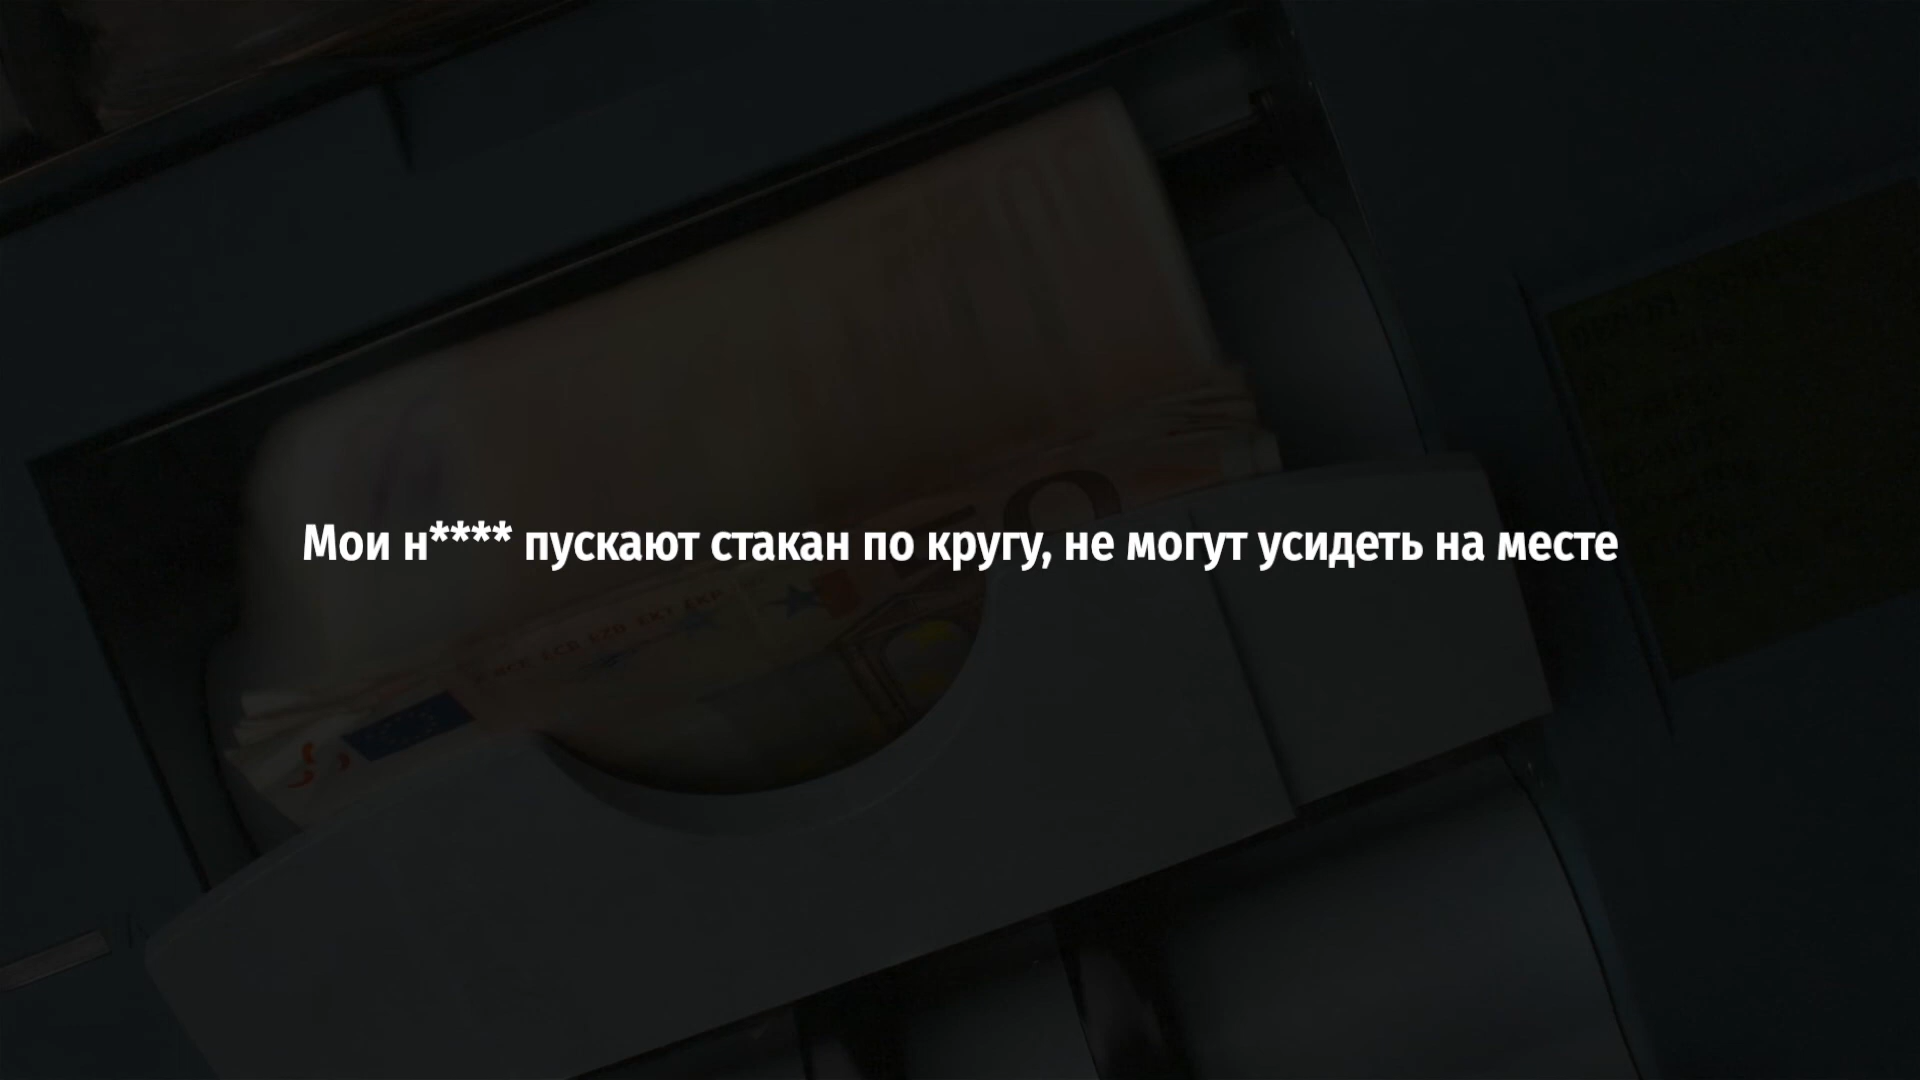 Мои н**** пускают стакан по кругу, не могут усидеть на месте